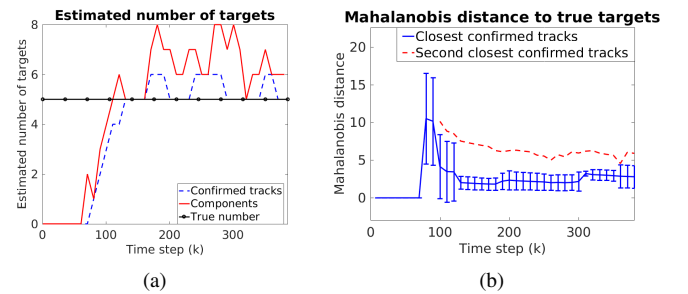 Estimated number of targets
Estimated number of targets
8
6
4
2
0
0
100
200
300
Time step (k)
Confirmed tracks
Components
True number
(a)
Mahalanobis distance to true targets
Mahalanobis distance
20
15
10
5
0
0
100
200
300
Time step (k)
Closest confirmed tracks
Second closest confirmed tracks
(b)